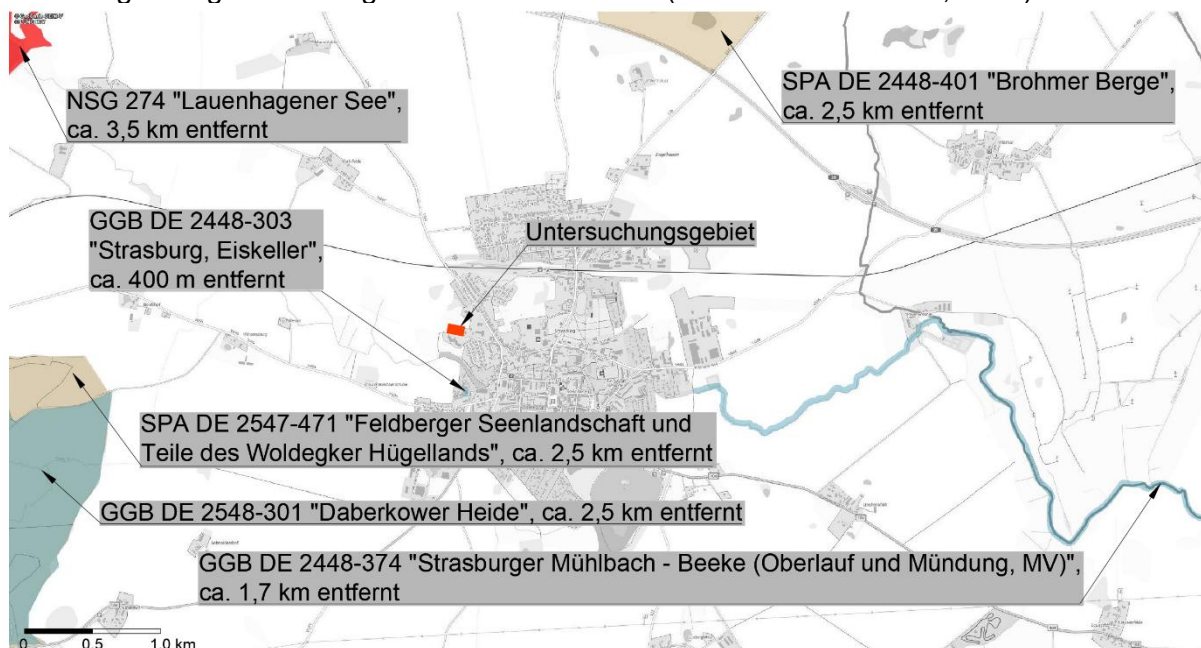 NSG 274 "Lauenhagener See",
ca. 3,5 km entfernt
SPA DE 2448-401 "Brohmer Berge",
ca. 2,5 km entfernt
GGB DE 2448-303
"Strasburg, Eiskeller",
ca. 400 m entfernt
Untersuchungsgebiet
SPA DE 2547-471 "Feldberger Seenlandschaft und
Teile des Woldegker Hügellands", ca. 2,5 km entfernt
GGB DE 2548-301 "Daberkower Heide", ca. 2,5 km entfernt
GGB DE 2448-374 "Strasburger Mühlbach - Beeke (Oberlauf und Mündung, MV)",
ca. 1,7 km entfernt
0 0.5 1.0 km